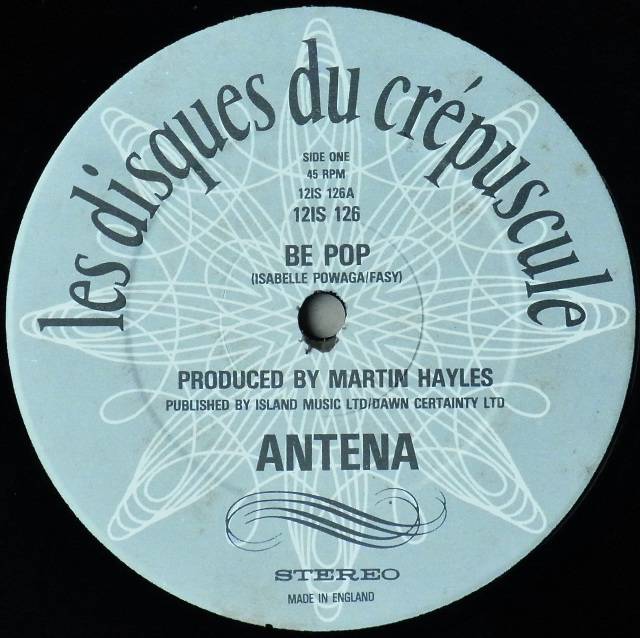 les disques du crépuscule
SIDE ONE
45 RPM
12IS 126A
12IS 126
BE POP
(ISABELLE POWAGA/FASY)
PRODUCED BY MARTIN HAYLES
PUBLISHED BY ISLAND MUSIC LTD/DAWN CERTAINTY LTD
ANTENA
STEREO
MADE IN ENGLAND